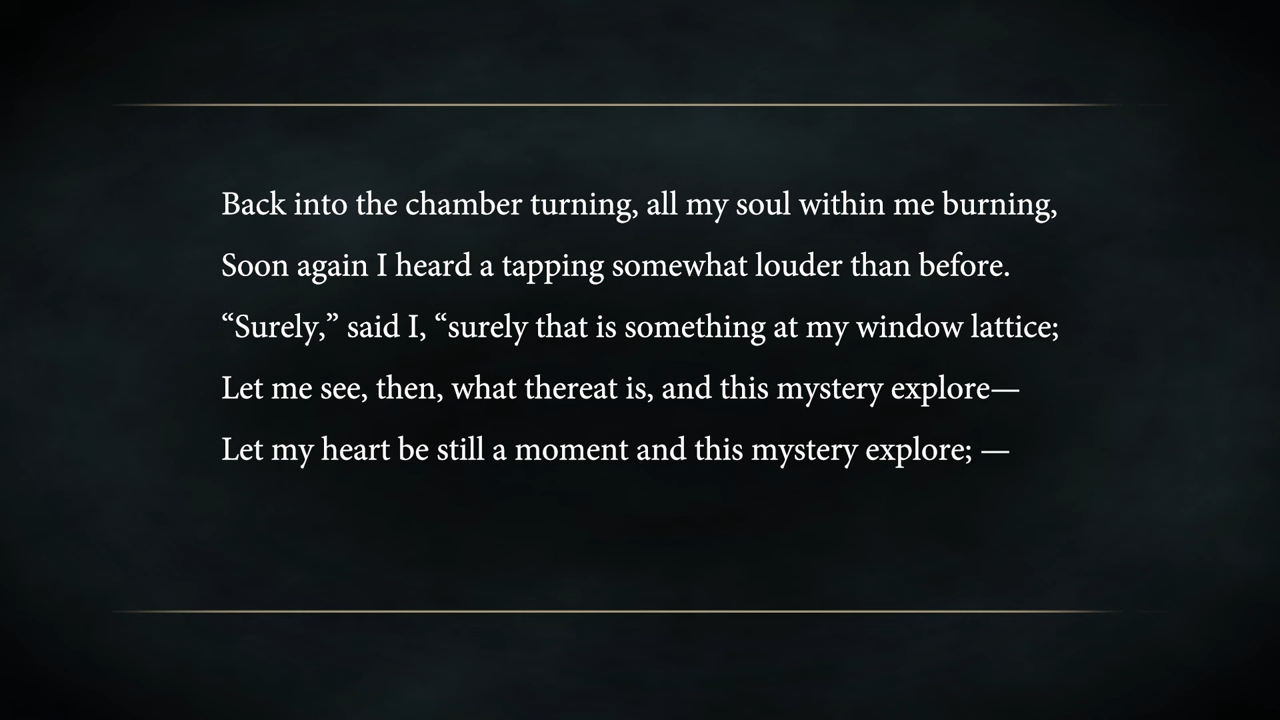 Back into the chamber turning, all my soul within me burning,
Soon again I heard a tapping somewhat louder than before.
“Surely,” said I, “surely that is something at my window lattice;
Let me see, then, what thereat is, and this mystery explore—
Let my heart be still a moment and this mystery explore; —